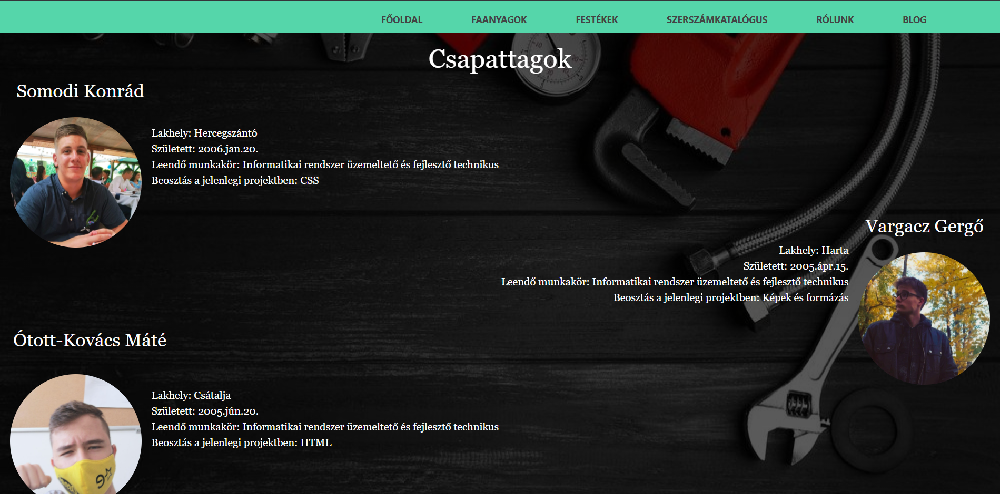 FŐOLDAL FAANYAGOK FESTÉKEK SZERSZÁMKATALÓGUS RÓLUNK BLOG
Csapattagok
Somodi Konrád
Lakhely: Hercegszántó
Született: 2006.jan.20.
Leendő munkakör: Informatikai rendszer üzemeltető és fejlesztő technikus
Beosztás a jelenlegi projektben: CSS
Vargacz Gergő
Lakhely: Harta
Született: 2005.ápr.15.
Leendő munkakör: Informatikai rendszer üzemeltető és fejlesztő technikus
Beosztás a jelenlegi projektben: Képek és formázás
Ótott-Kovács Máté
Lakhely: Csátalja
Született: 2005.jún.20.
Leendő munkakör: Informatikai rendszer üzemeltető és fejlesztő technikus
Beosztás a jelenlegi projektben: HTML